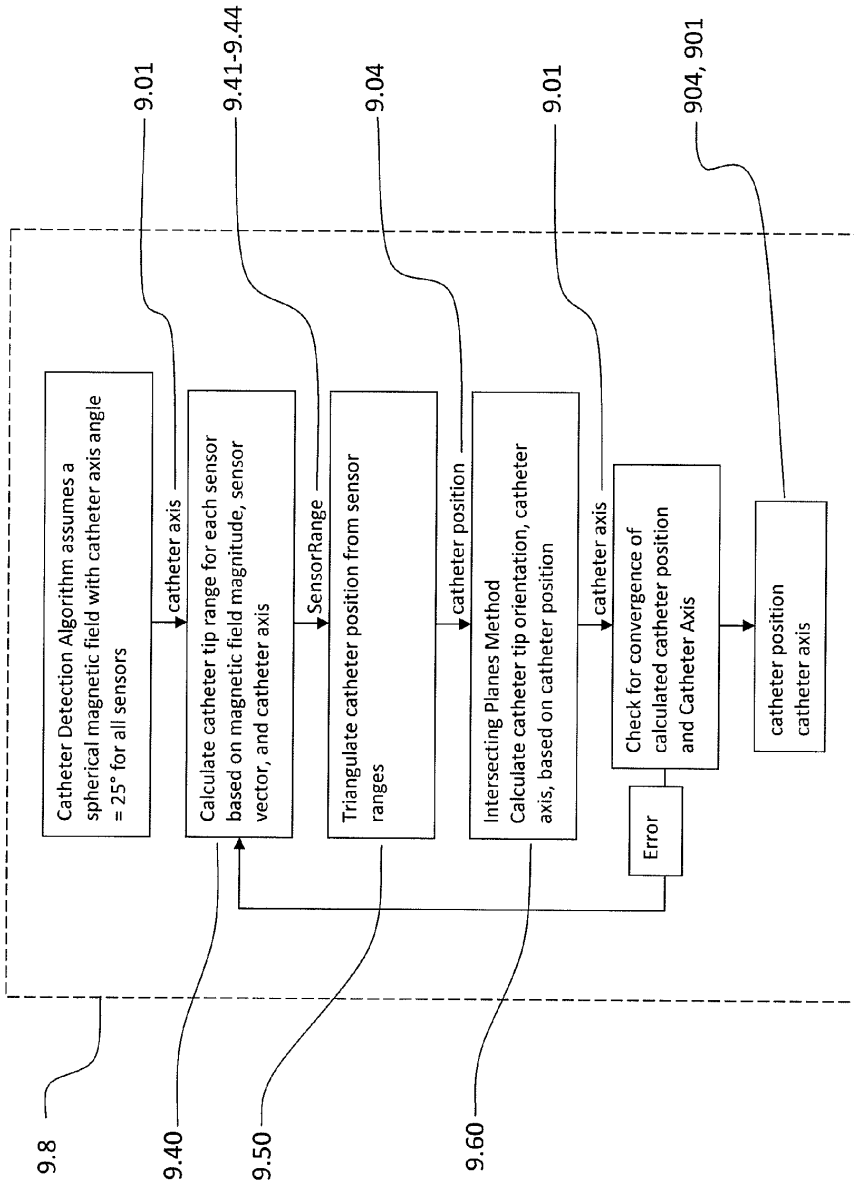 9.8
Catheter Detection Algorithm assumes a
spherical magnetic field with catheter axis angle
= 25° for all sensors
catheter axis
9.01
9.40
Calculate catheter tip range for each sensor
based on magnetic field magnitude, sensor
vector, and catheter axis
SensorRange
9.41-9.44
9.50
Triangulate catheter position from sensor
ranges
catheter position
9.04
9.60
Intersecting Planes Method
Calculate catheter tip orientation, catheter
axis, based on catheter position
catheter axis
9.01
Error
Check for convergence of
calculated catheter position
and Catheter Axis
catheter position
catheter axis
904, 901